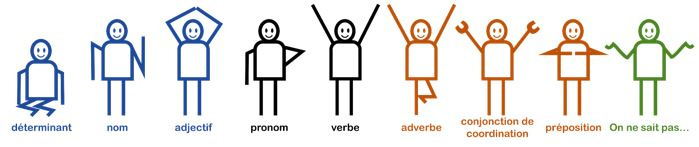 déterminant
nom
adjectif
pronom
verbe
adverbe
conjonction de
coordination
préposition
On ne sait pas...